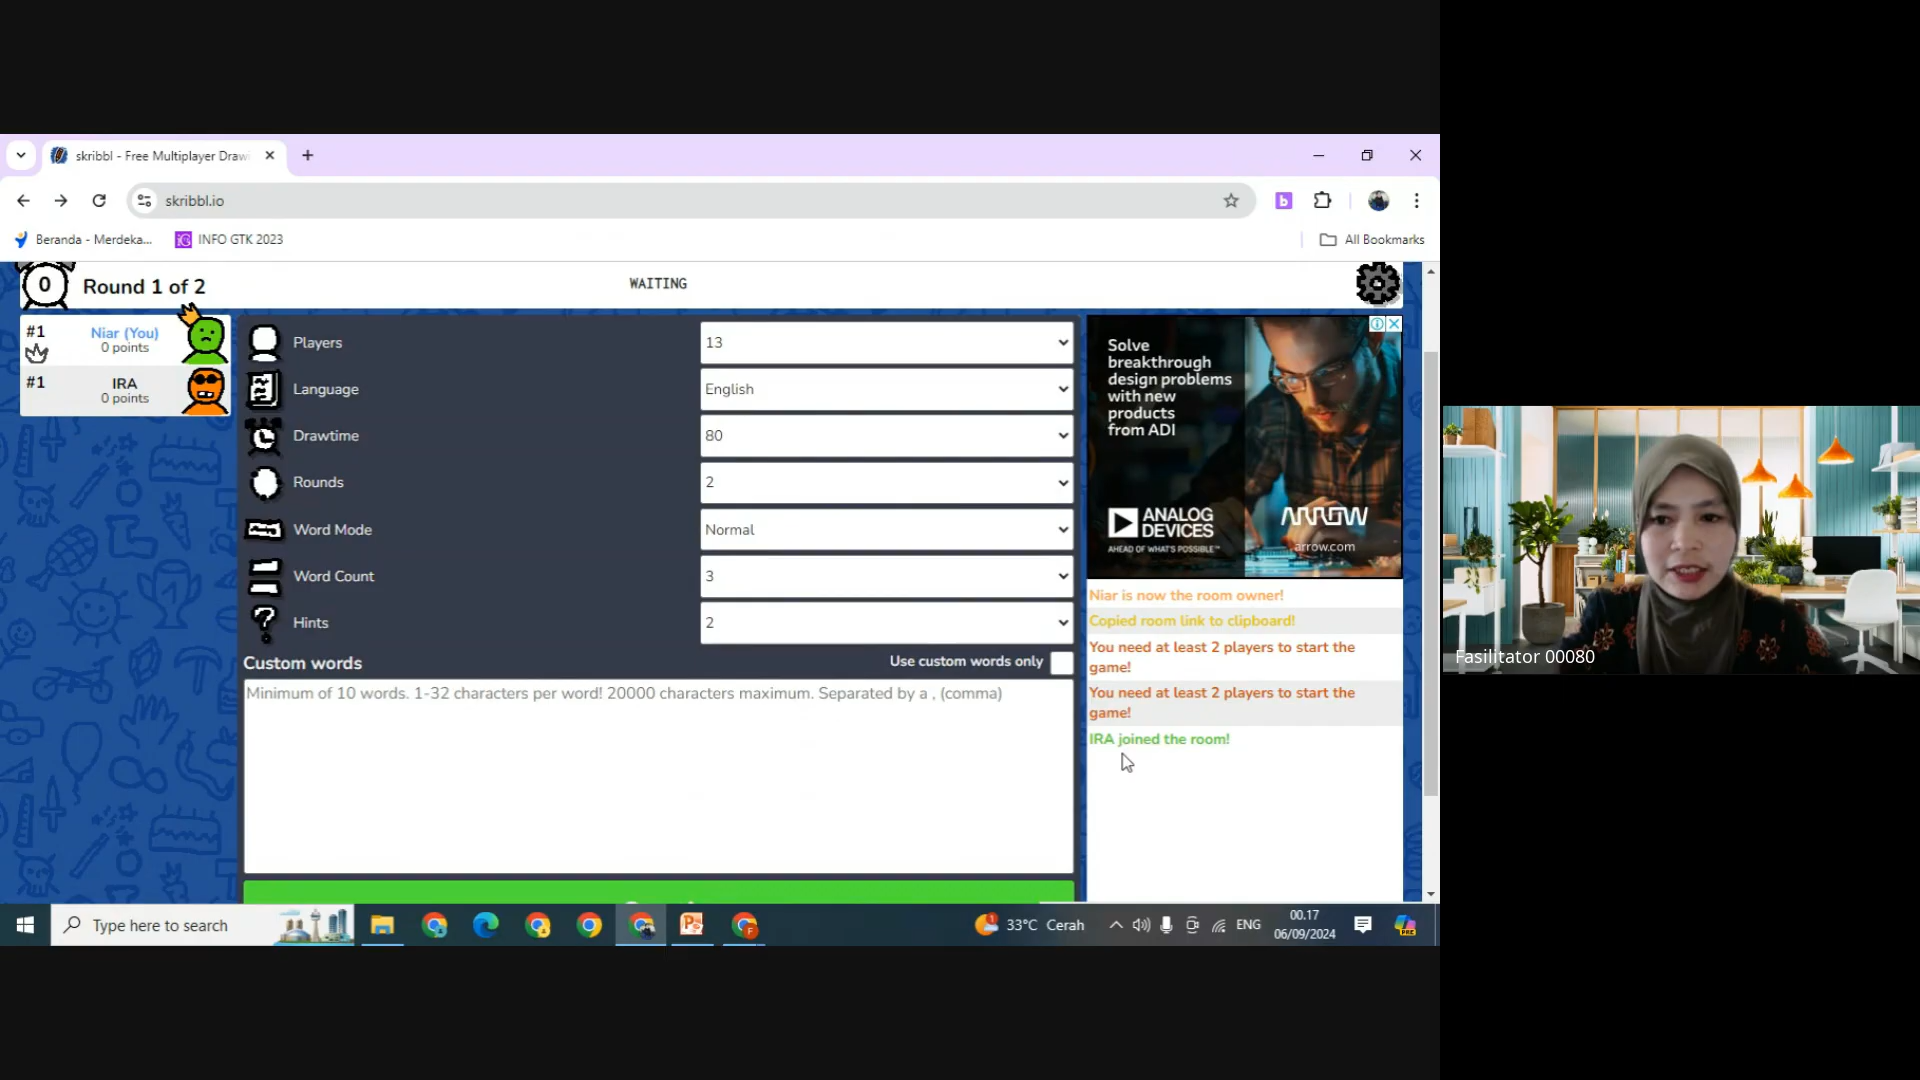 skribbl - Free Multiplayer Draw
skribbl.io
Beranda - Merdeka...
INFO GTK 2023
All Bookmarks
0
Round 1 of 2
WAITING
#1
Niar (You)
0 points
#1
IRA
0 points
Players
13
Language
English
Drawtime
80
Rounds
2
Word Mode
Normal
Word Count
3
Hints
2
Custom words
Use custom words only
Minimum of 10 words. 1-32 characters per word! 20000 characters maximum. Separated by a , (comma)
Solve
breakthrough
design problems
with new
products
from ADI
ANALOG
DEVICES
AHEAD OF WHAT'S POSSIBLE™
ARROW
arrow.com
Niar is now the room owner!
Copied room link to clipboard!
You need at least 2 players to start the
game!
You need at least 2 players to start the
game!
IRA joined the room!
Fasilitator 00080
Type here to search
33°C Cerah
ENG
00.17
06/09/2024